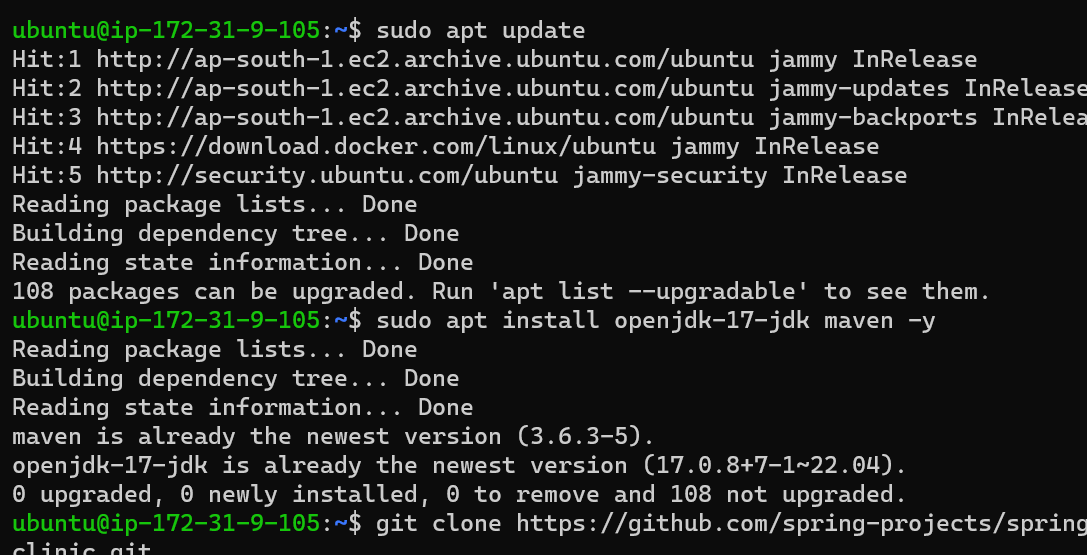 ubuntu@ip-172-31-9-105:~$ sudo apt update
Hit:1 http://ap-south-1.ec2.archive.ubuntu.com/ubuntu jammy InRelease
Hit:2 http://ap-south-1.ec2.archive.ubuntu.com/ubuntu jammy-updates InRelease
Hit:3 http://ap-south-1.ec2.archive.ubuntu.com/ubuntu jammy-backports InRelea
Hit:4 https://download.docker.com/linux/ubuntu jammy InRelease
Hit:5 http://security.ubuntu.com/ubuntu jammy-security InRelease
Reading package lists... Done
Building dependency tree... Done
Reading state information... Done
108 packages can be upgraded. Run 'apt list --upgradable' to see them.
ubuntu@ip-172-31-9-105:~$ sudo apt install openjdk-17-jdk maven -y
Reading package lists... Done
Building dependency tree... Done
Reading state information... Done
maven is already the newest version (3.6.3-5).
openjdk-17-jdk is already the newest version (17.0.8+7-1~22.04).
0 upgraded, 0 newly installed, 0 to remove and 108 not upgraded.
ubuntu@ip-172-31-9-105:~$ git clone https://github.com/spring-projects/spring
clinic.git